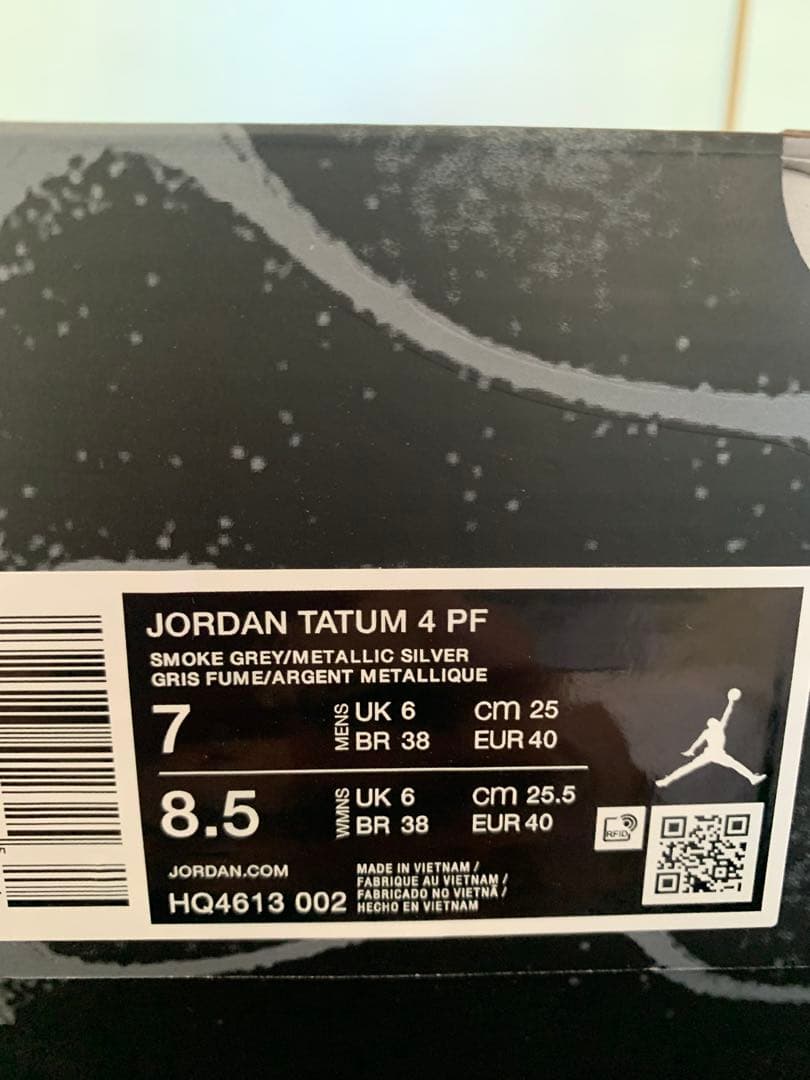 JORDAN TATUM 4 PF
SMOKE GREY/METALLIC SILVER
GRIS FUME/ARGENT METALLIQUE
7 MENS UK 6 cm 25
BR 38 EUR 40
8.5 WMNS UK 6 cm 25.5
BR 38 EUR 40
RFID
JORDAN.COM
HQ4613 002
MADE IN VIETNAM /
FABRIQUE AU VIETNAM /
FABRICADO NO VIETNÃ /
HECHO EN VIETNAM